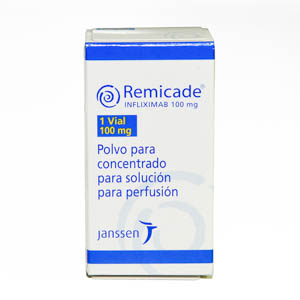 Remicade®
INFLIXIMAB 100 mg
1 Vial
100 mg
Polvo para
concentrado
para solución
para perfusión
janssen